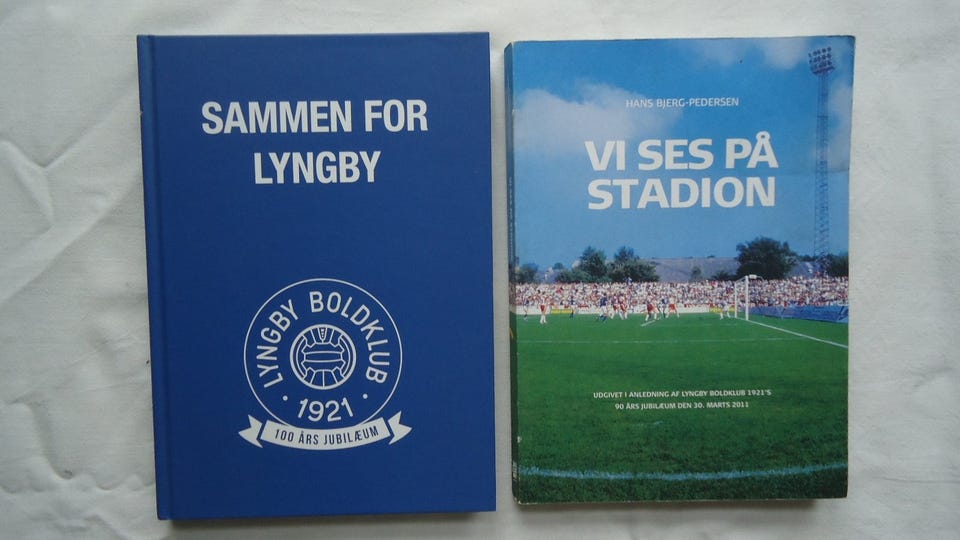 SAMMEN FOR
LYNGBY
LYNGBY BOLDKLUB
· 1921 ·
100 ÅRS JUBILÆUM
HANS BJERG-PEDERSEN
VI SES PÅ
STADION
UDGIVET I ANLEDNING AF LYNGBY BOLDKLUB 1921'S
90 ÅRS JUBILÆUM DEN 30. MARTS 2011